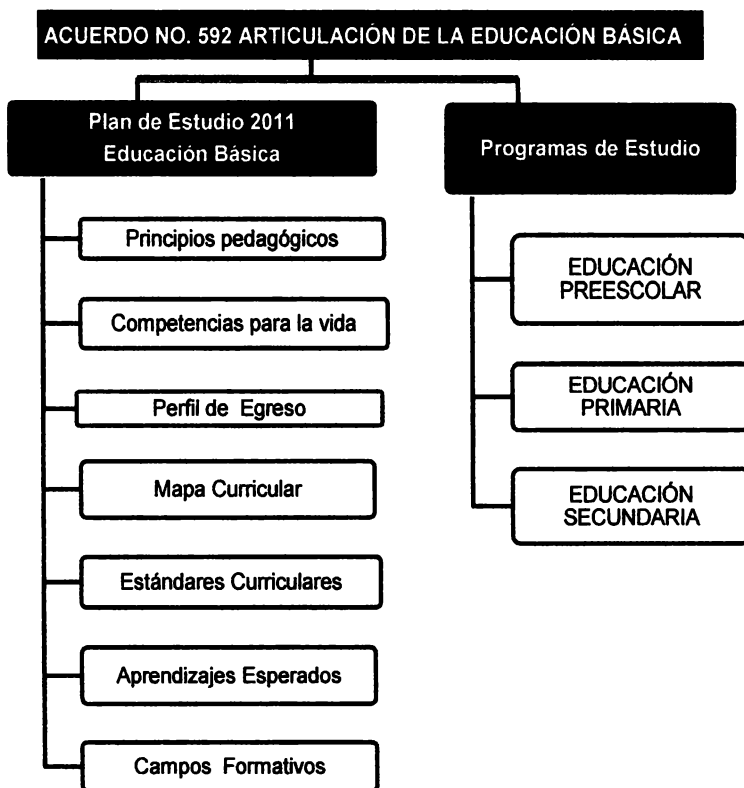 ACUERDO NO. 592 ARTICULACIÓN DE LA EDUCACIÓN BÁSICA
Plan de Estudio 2011
Educación Básica
Principios pedagógicos
Competencias para la vida
Perfil de Egreso
Mapa Curricular
Estándares Curriculares
Aprendizajes Esperados
Campos Formativos
Programas de Estudio
EDUCACIÓN
PREESCOLAR
EDUCACIÓN
PRIMARIA
EDUCACIÓN
SECUNDARIA